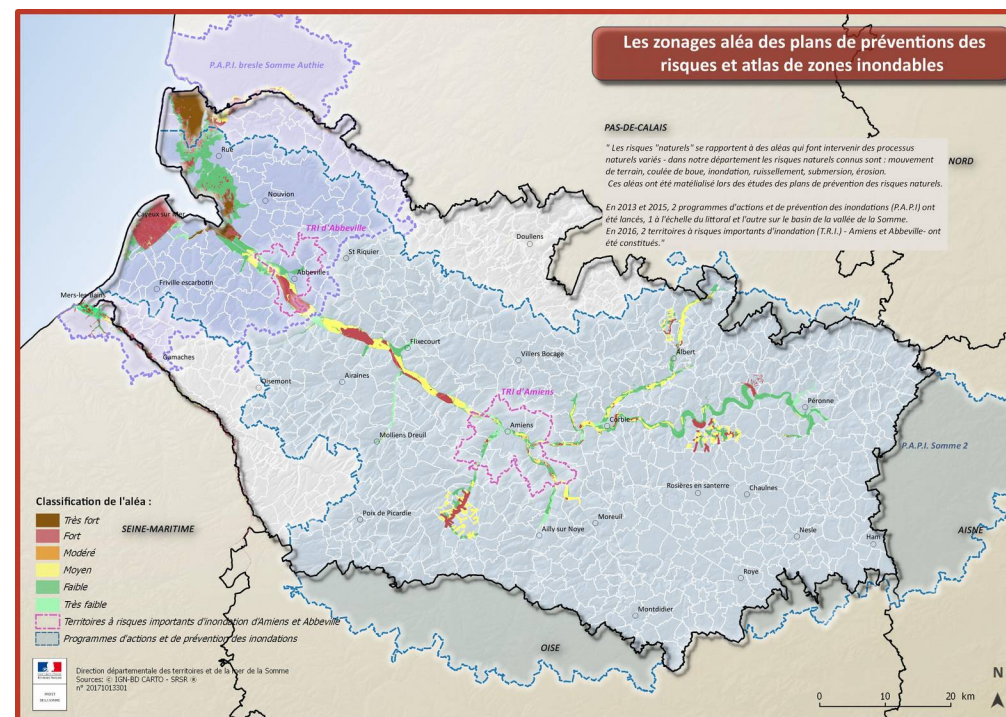 Les zonages aléa des plans de préventions des
risques et atlas de zones inondables
P.A.P.I. bresle Somme Authie
PAS-DE-CALAIS
NORD
" Les risques "naturels" se rapportent à des aléas qui font intervenir des processus
naturels variés - dans notre département les risques naturels connus sont : mouvement
de terrain, coulée de boue, inondation, ruissellement, submersion, érosion.
Ces aléas ont été matélialisé lors des études des plans de prévention des risques naturels.
En 2013 et 2015, 2 programmes d'actions et de prévention des inondations (P.A.P.I) ont
été lancés, 1 à l'échelle du littoral et l'autre sur le basin de la vallée de la Somme.
En 2016, 2 territoires à risques importants d'inondation (T.R.I.) - Amiens et Abbeville- ont
été constitués."
Rue
Nouvion
Cayeux sur mer
TRI d'Abbeville
Doullens
St Riquier
Abbeville
Friville escarbotin
Mers-les-Bains
Gamaches
Flixecourt
Villers Bocage
Albert
Oisemont
Airaines
TRI d'Amiens
Péronne
Amiens
Corbie
Molliens Dreuil
P.A.P.I. Somme 2
Rosières en santerre
Chaulnes
Poix de Picardie
Moreuil
Ailly sur Noye
Nesle
Ham
AISNE
Roye
Montdidier
OISE
SEINE-MARITIME
Classification de l'aléa :
Très fort
Fort
Modéré
Moyen
Faible
Très faible
Territoires à risques importants d'inondation d'Amiens et Abbeville
Programmes d'actions et de prévention des inondations
Direction départementale des territoires et de la mer de la Somme
Sources: © IGN-BD CARTO - SRSR ®
n° 20171013301
N
0 10 20 km